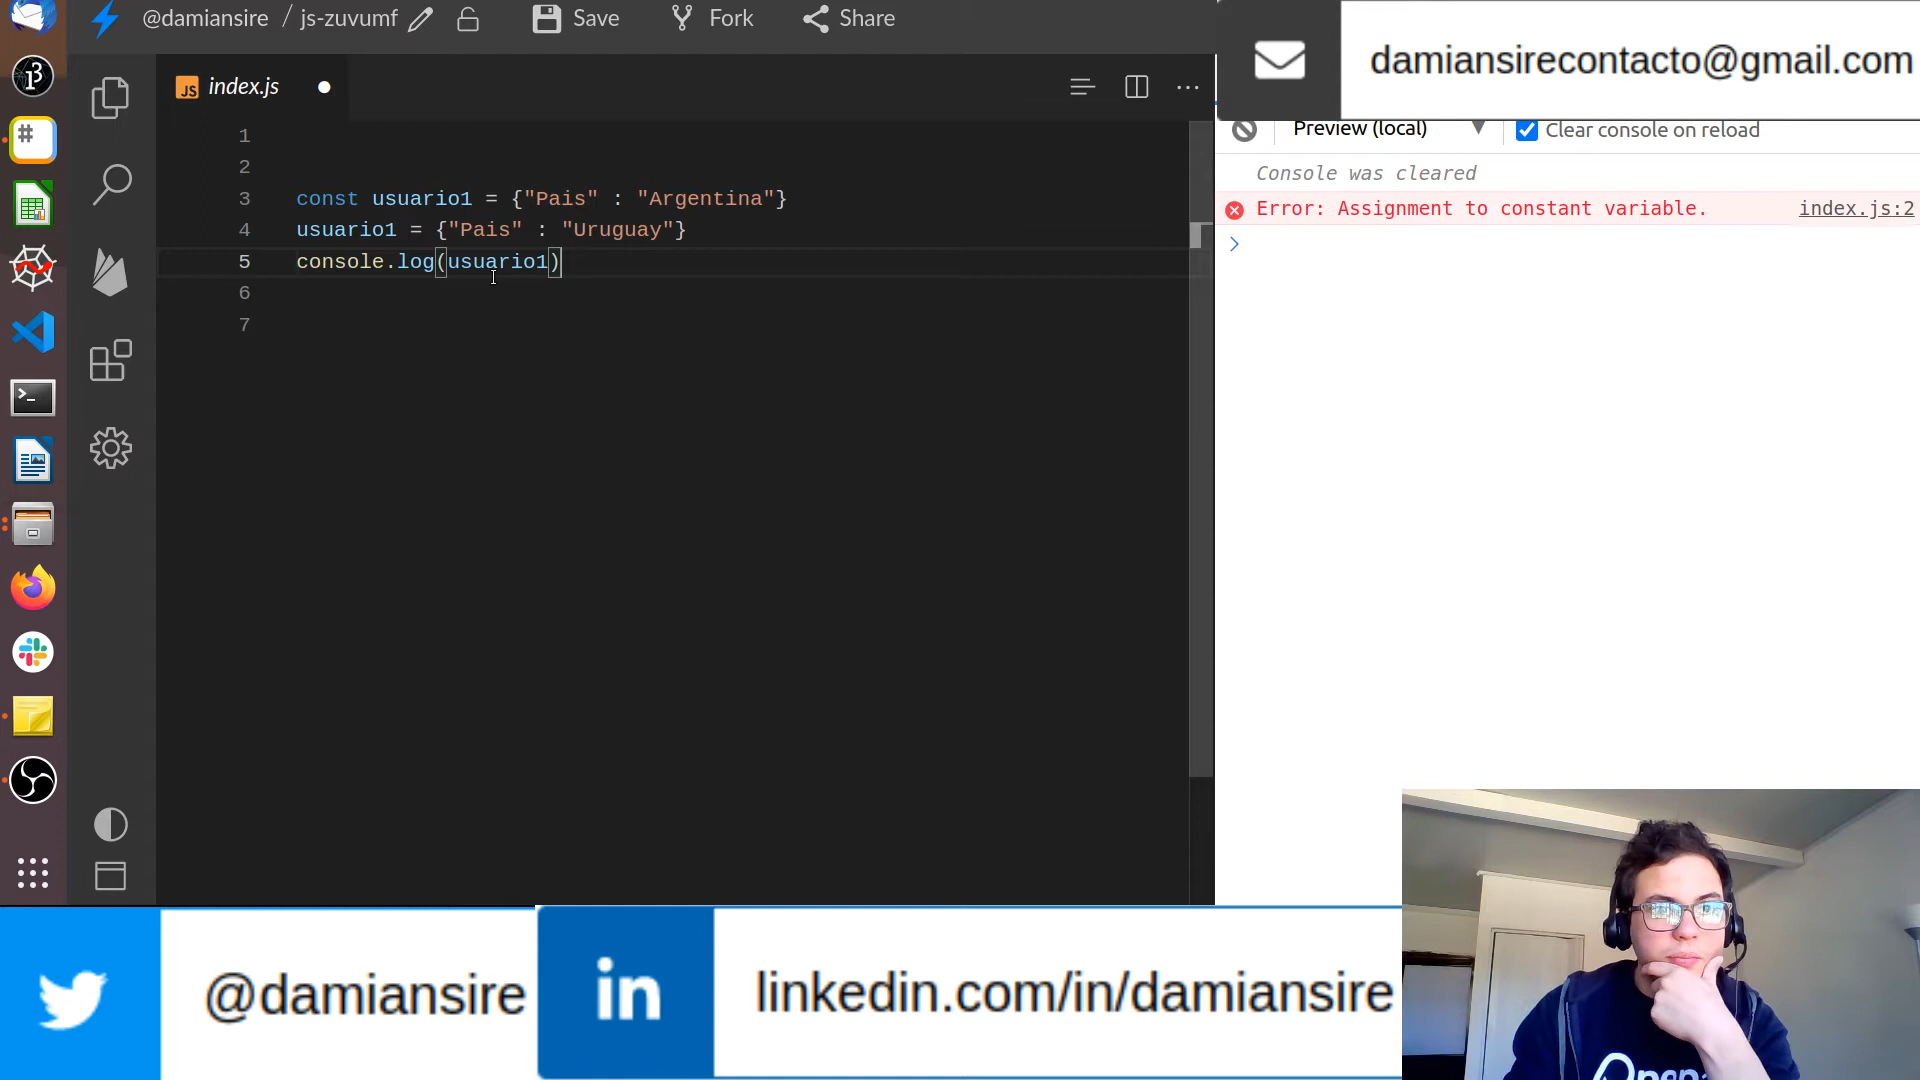 @damiansire / js-zuvumf
Save
Fork
Share
damiansirecontacto@gmail.com
JS index.js
Preview (local)
Clear console on reload
1
2
3 const usuario1 = {"Pais" : "Argentina"}
4 usuario1 = {"Pais" : "Uruguay"}
5 console.log(usuario1)
6
7
Console was cleared
Error: Assignment to constant variable. index.js:2
@damiansire
in linkedin.com/in/damiansire